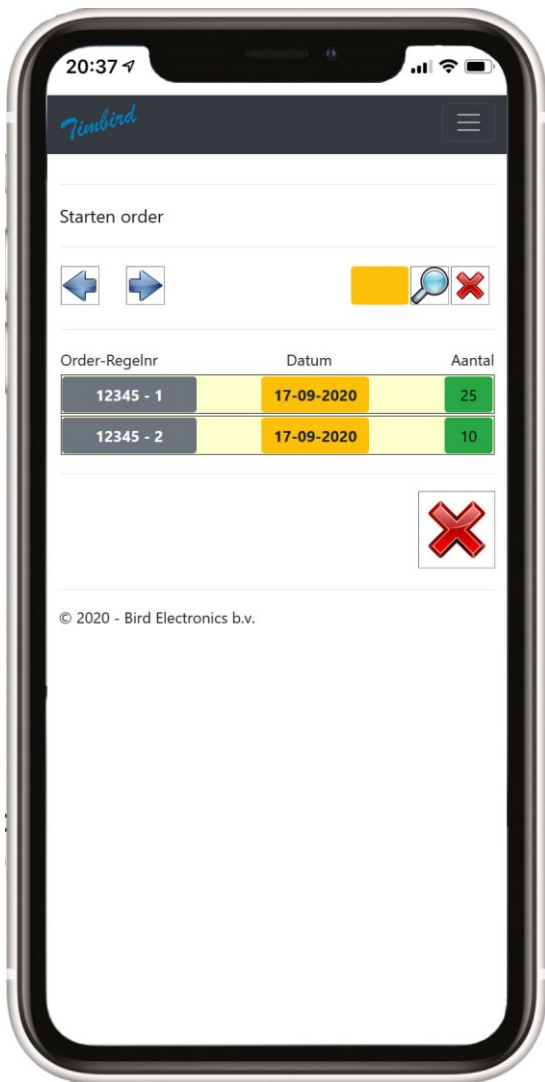 20:37
Timbird
Starten order
Order-Regelnr Datum Aantal
12345 - 1 17-09-2020 25
12345 - 2 17-09-2020 10
© 2020 - Bird Electronics b.v.